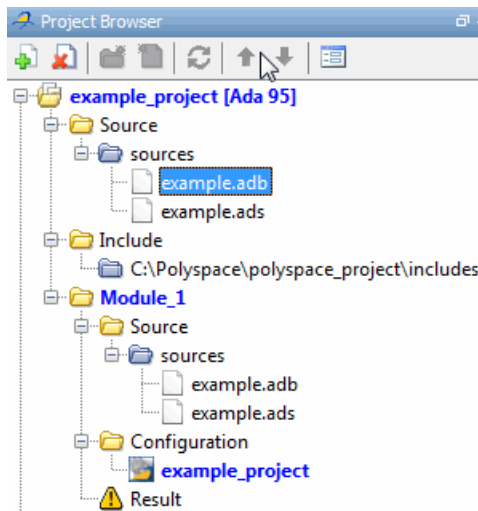 Project Browser
example_project [Ada 95]
Source
sources
example.adb
example.ads
Include
C:\Polyspace\polyspace_project\includes
Module_1
Source
sources
example.adb
example.ads
Configuration
example_project
Result